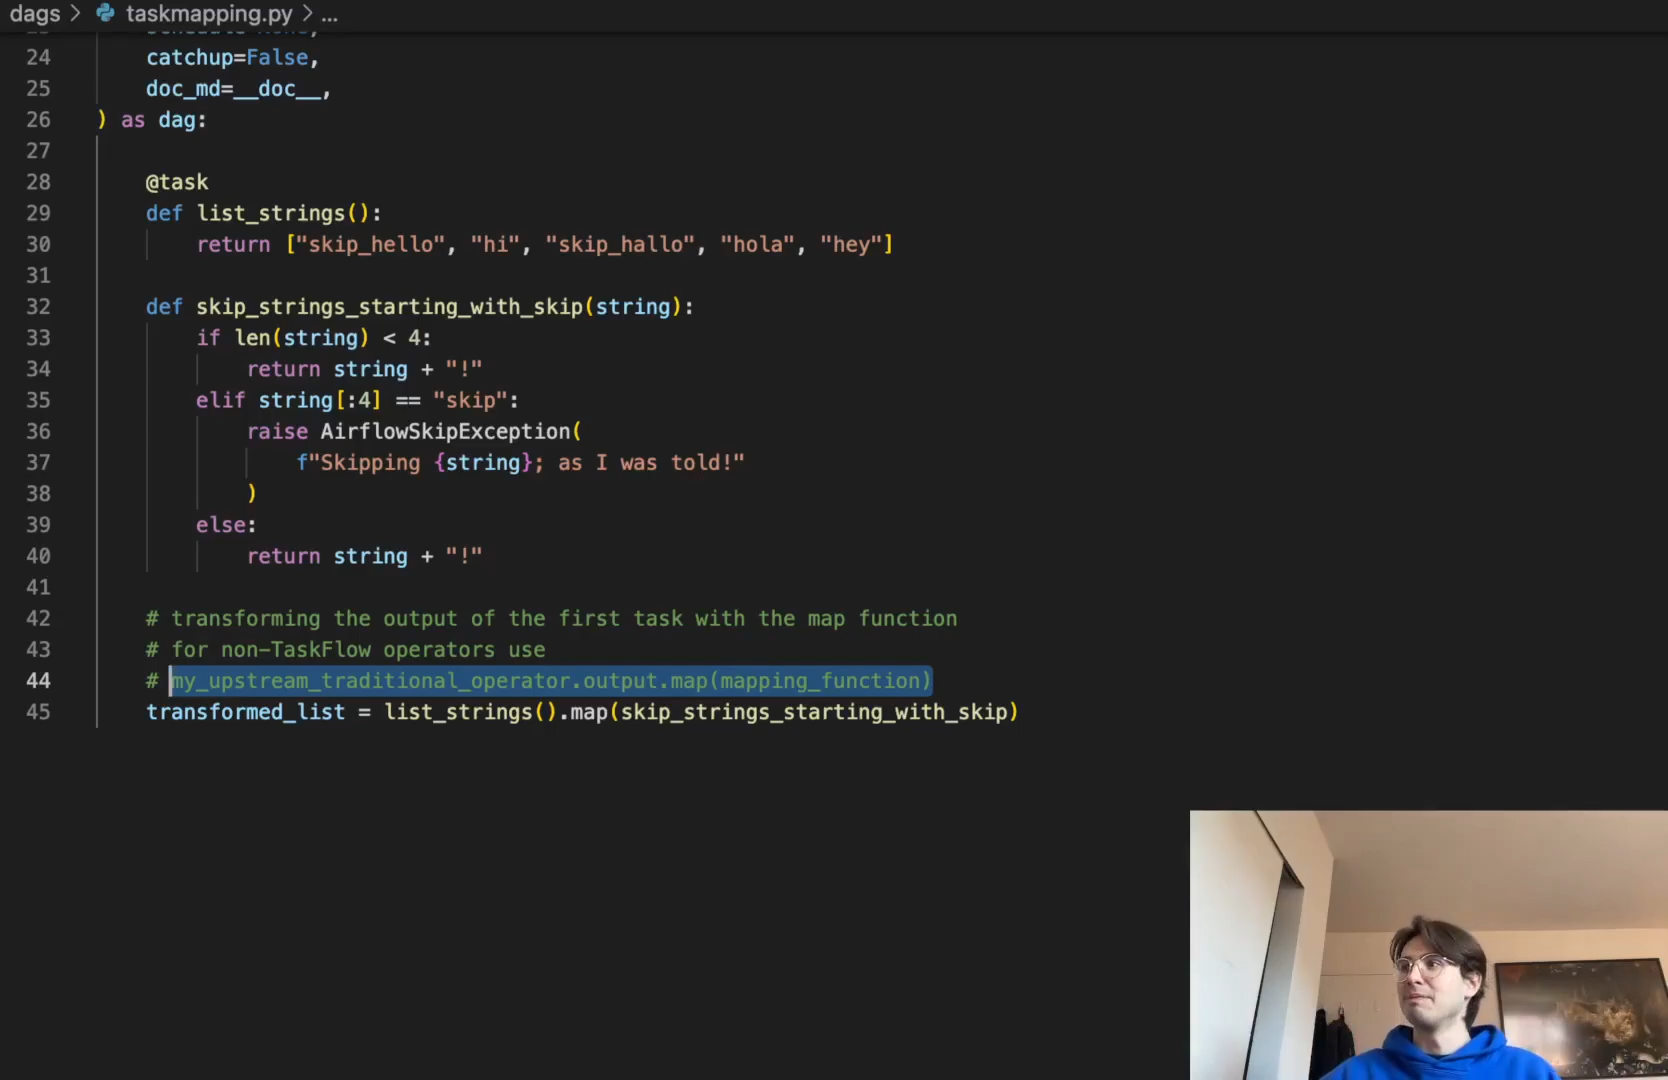 dags > taskmapping.py > ...
24 catchup=False,
25 doc_md=__doc__,
26 ) as dag:
27
28 @task
29 def list_strings():
30 return ["skip_hello", "hi", "skip_hallo", "hola", "hey"]
31
32 def skip_strings_starting_with_skip(string):
33 if len(string) < 4:
34 return string + "!"
35 elif string[:4] == "skip":
36 raise AirflowSkipException(
37 f"Skipping {string}; as I was told!"
38 )
39 else:
40 return string + "!"
41
42 # transforming the output of the first task with the map function
43 # for non-TaskFlow operators use
44 # my_upstream_traditional_operator.output.map(mapping_function)
45 transformed_list = list_strings().map(skip_strings_starting_with_skip)